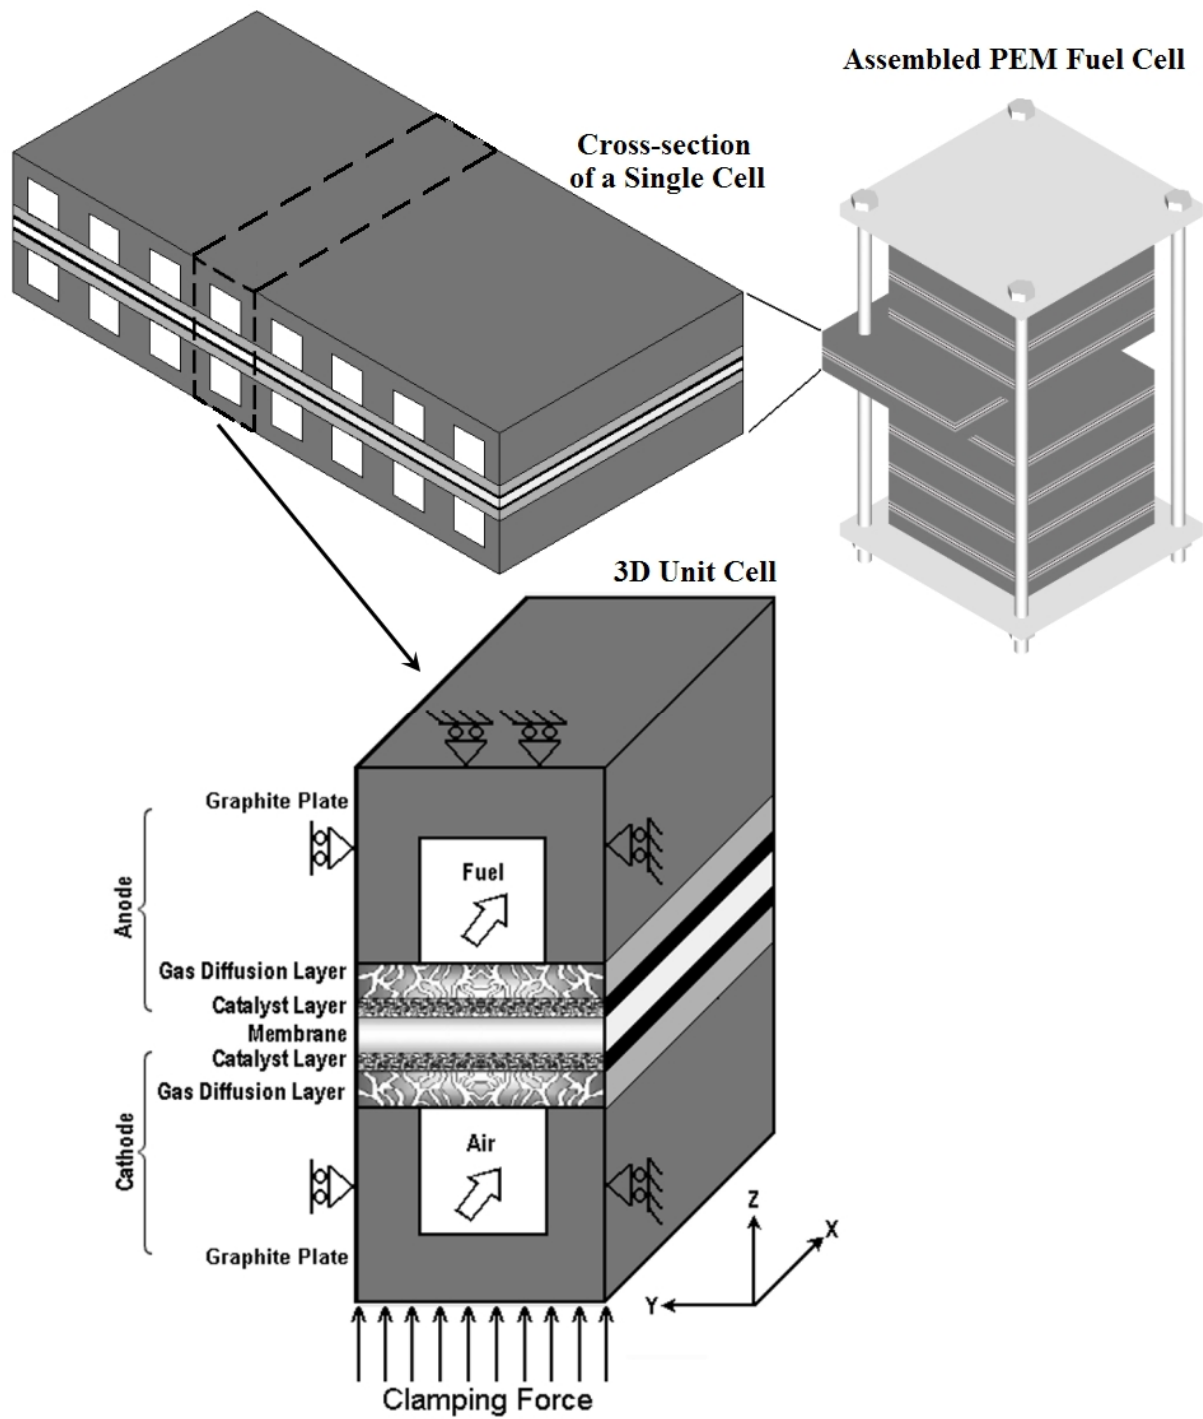 Assembled PEM Fuel Cell
Cross-section
of a Single Cell
3D Unit Cell
Graphite Plate
Anode
Fuel
Gas Diffusion Layer
Catalyst Layer
Membrane
Catalyst Layer
Gas Diffusion Layer
Cathode
Air
Graphite Plate
Z
X
Y
Clamping Force